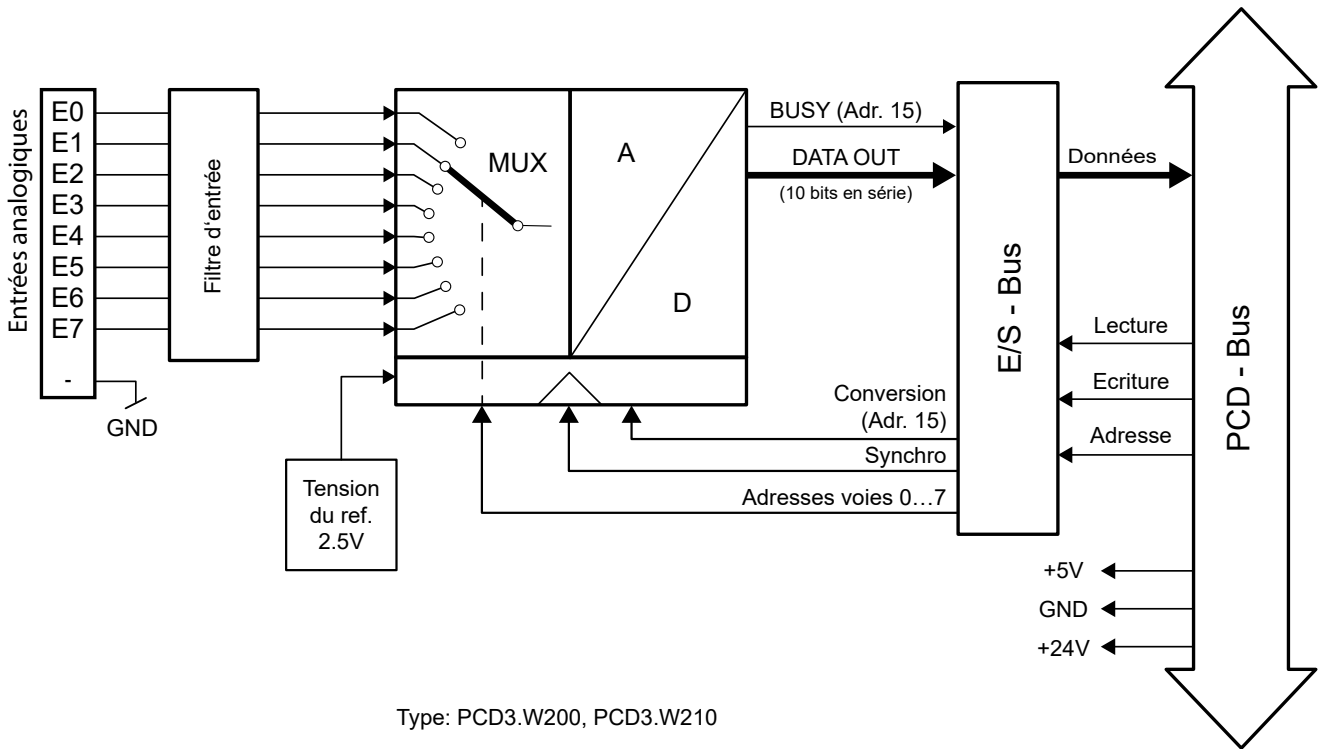 Entrées analogiques
E0
E1
E2
E3
E4
E5
E6
E7
-
GND
Filtre d‘entrée
MUX
A
D
Tension
du ref.
2.5V
BUSY (Adr. 15)
DATA OUT
(10 bits en série)
Conversion
(Adr. 15)
Synchro
Adresses voies 0…7
E/S - Bus
Données
Lecture
Ecriture
Adresse
+5V
GND
+24V
PCD - Bus
Type: PCD3.W200, PCD3.W210